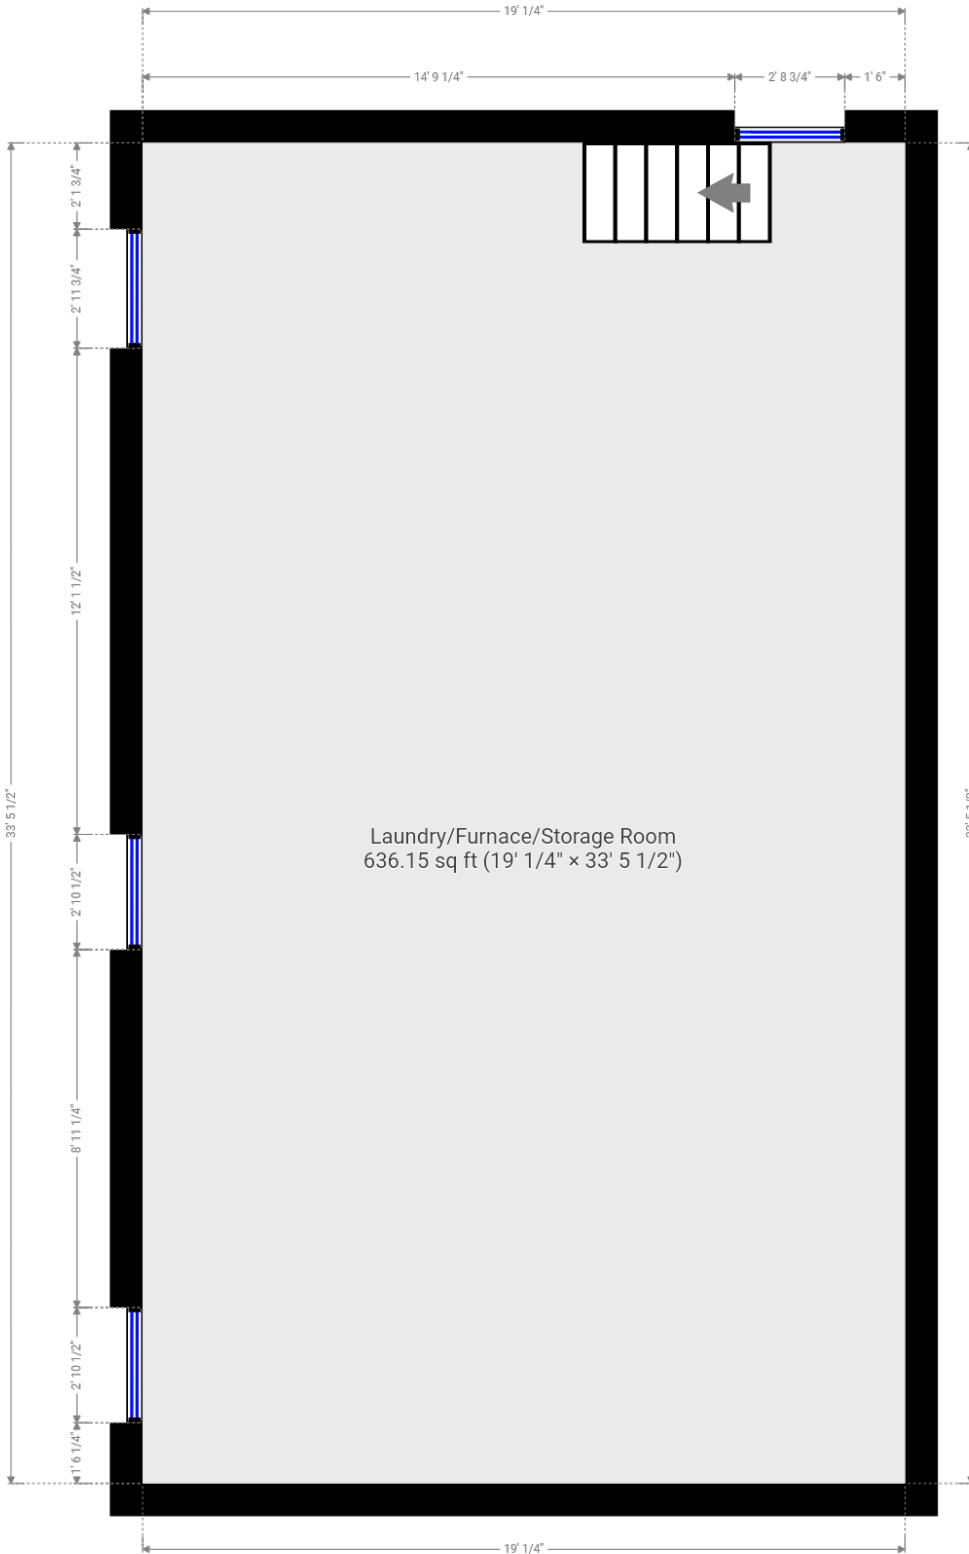 19' 1/4"
14' 9 1/4"
2' 8 3/4"
1' 6"
2' 1 3/4"
2' 11 3/4"
12' 1 1/2"
33' 5 1/2"
Laundry/Furnace/Storage Room
636.15 sq ft (19' 1/4" × 33' 5 1/2")
2' 10 1/2"
8' 11 1/4"
2' 10 1/2"
1' 6 1/4"
19' 1/4"